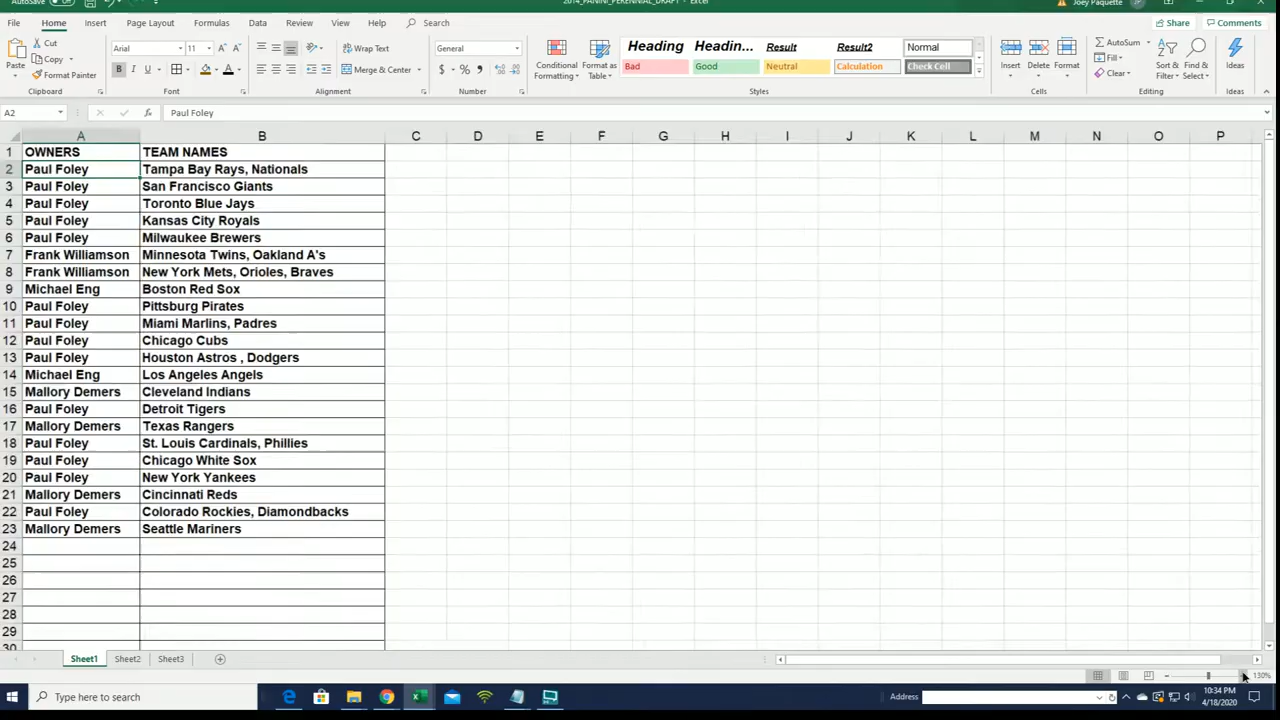 AutoSave
2014_PANINI_PERENNIAL_DRAFT - Excel
Joey Paquette
JP
File Home Insert Page Layout Formulas Data Review View Help Search
Share Comments
Paste Cut Copy Format Painter
Arial 11
B I U
Wrap Text
Merge & Center
General
$ % ,
Conditional Formatting
Format as Table
Heading Headin... Result Result2 Normal
Bad Good Neutral Calculation Check Cell
Insert Delete Format
AutoSum Fill Clear
Sort & Filter
Find & Select
Ideas
Clipboard Font Alignment Number Styles Cells Editing Ideas
A2 fx Paul Foley
A B C D E F G H I J K L M N O P
1 OWNERS TEAM NAMES
2 Paul Foley Tampa Bay Rays, Nationals
3 Paul Foley San Francisco Giants
4 Paul Foley Toronto Blue Jays
5 Paul Foley Kansas City Royals
6 Paul Foley Milwaukee Brewers
7 Frank Williamson Minnesota Twins, Oakland A's
8 Frank Williamson New York Mets, Orioles, Braves
9 Michael Eng Boston Red Sox
10 Paul Foley Pittsburg Pirates
11 Paul Foley Miami Marlins, Padres
12 Paul Foley Chicago Cubs
13 Paul Foley Houston Astros , Dodgers
14 Michael Eng Los Angeles Angels
15 Mallory Demers Cleveland Indians
16 Paul Foley Detroit Tigers
17 Mallory Demers Texas Rangers
18 Paul Foley St. Louis Cardinals, Phillies
19 Paul Foley Chicago White Sox
20 Paul Foley New York Yankees
21 Mallory Demers Cincinnati Reds
22 Paul Foley Colorado Rockies, Diamondbacks
23 Mallory Demers Seattle Mariners
24
25
26
27
28
29
30
Sheet1 Sheet2 Sheet3
130%
Type here to search
Address
10:34 PM
4/18/2020